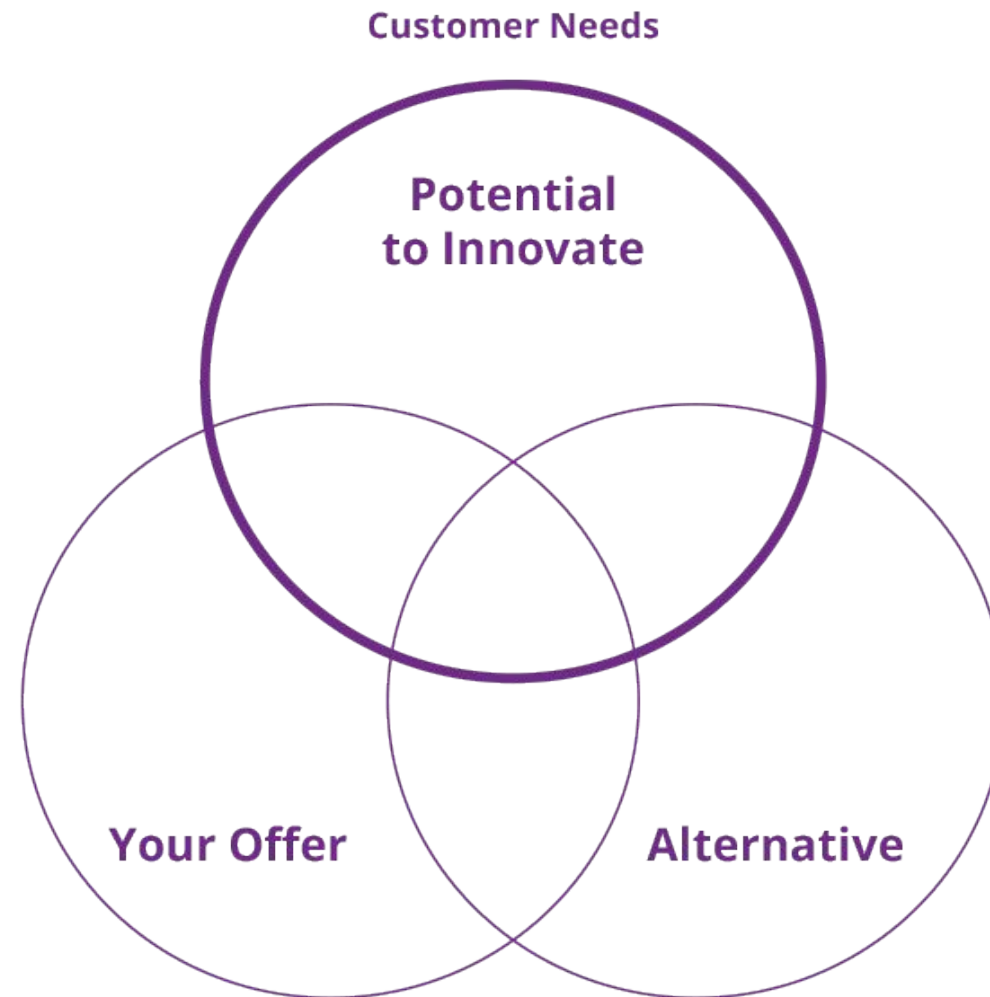 Customer Needs
Potential
to Innovate
Your Offer
Alternative